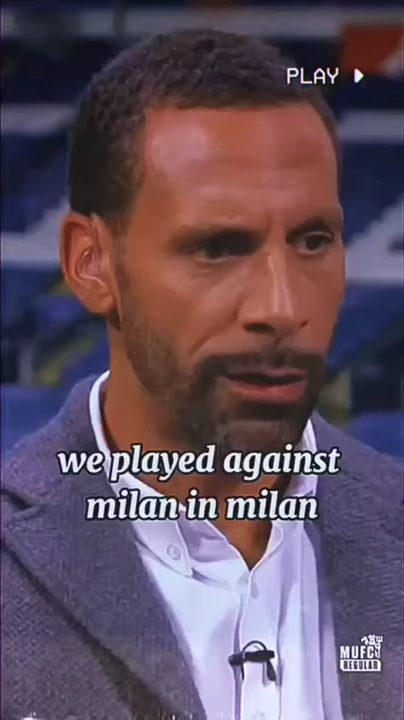 PLAY
we played against
milan in milan
MUFC
REGULAR